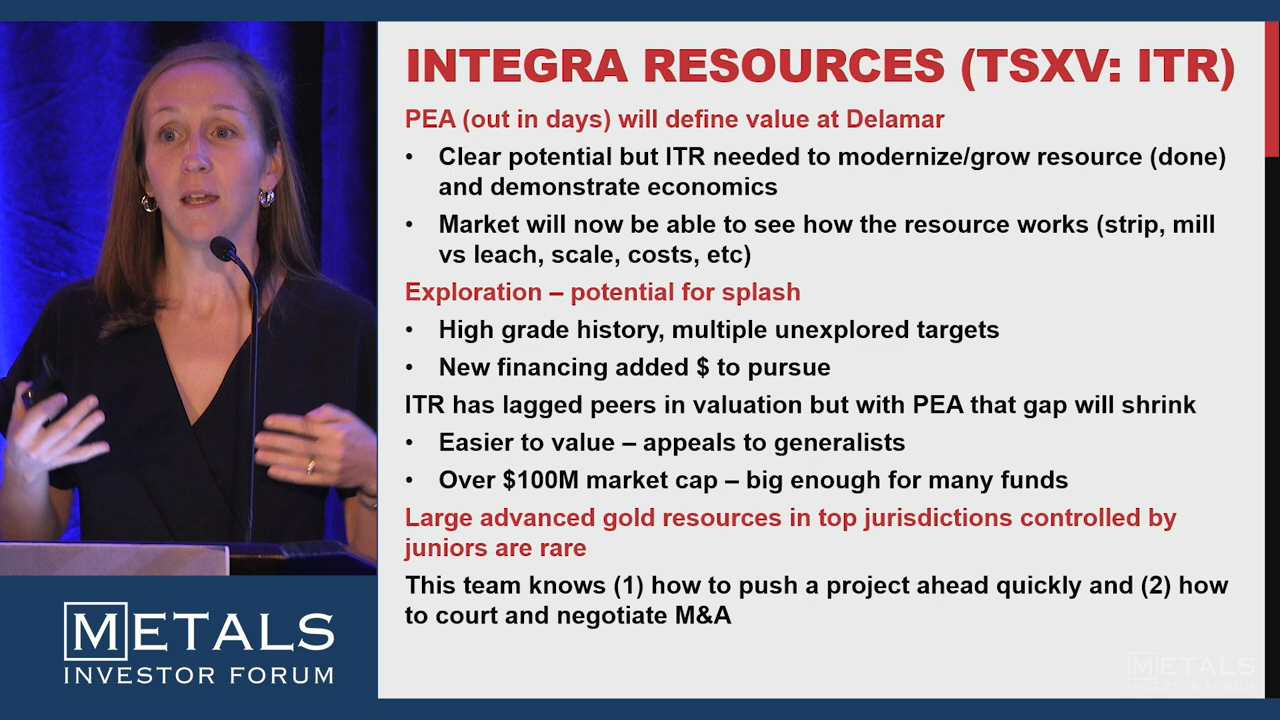 INTEGRA RESOURCES (TSXV: ITR)
PEA (out in days) will define value at Delamar
• Clear potential but ITR needed to modernize/grow resource (done)
and demonstrate economics
• Market will now be able to see how the resource works (strip, mill
vs leach, scale, costs, etc)
Exploration – potential for splash
• High grade history, multiple unexplored targets
• New financing added $ to pursue
ITR has lagged peers in valuation but with PEA that gap will shrink
• Easier to value – appeals to generalists
• Over $100M market cap – big enough for many funds
Large advanced gold resources in top jurisdictions controlled by
juniors are rare
This team knows (1) how to push a project ahead quickly and (2) how
to court and negotiate M&A
METALS
INVESTOR FORUM
METALS
INVESTOR FORUM